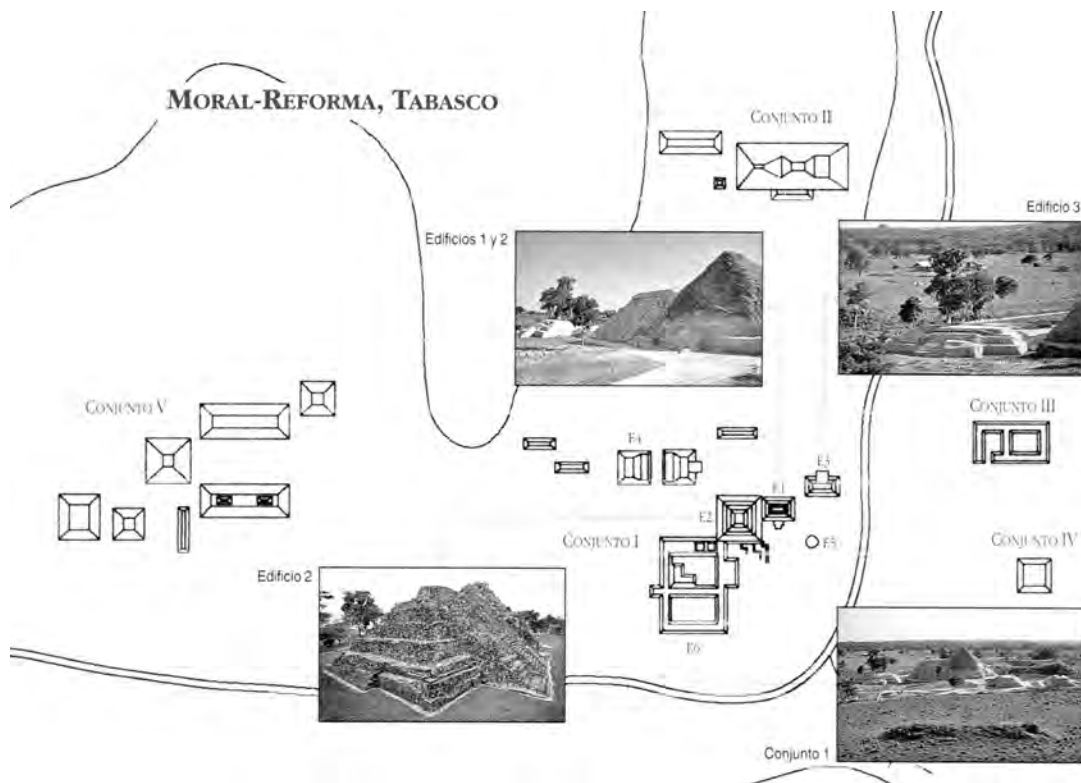 MORAL-REFORMA, TABASCO
CONJUNTO II
Edificio 3
Edificios 1 y 2
CONJUNTO V
CONJUNTO III
E4
E3
E1
E2
CONJUNTO I
E5
CONJUNTO IV
Edificio 2
E6
Conjunto 1